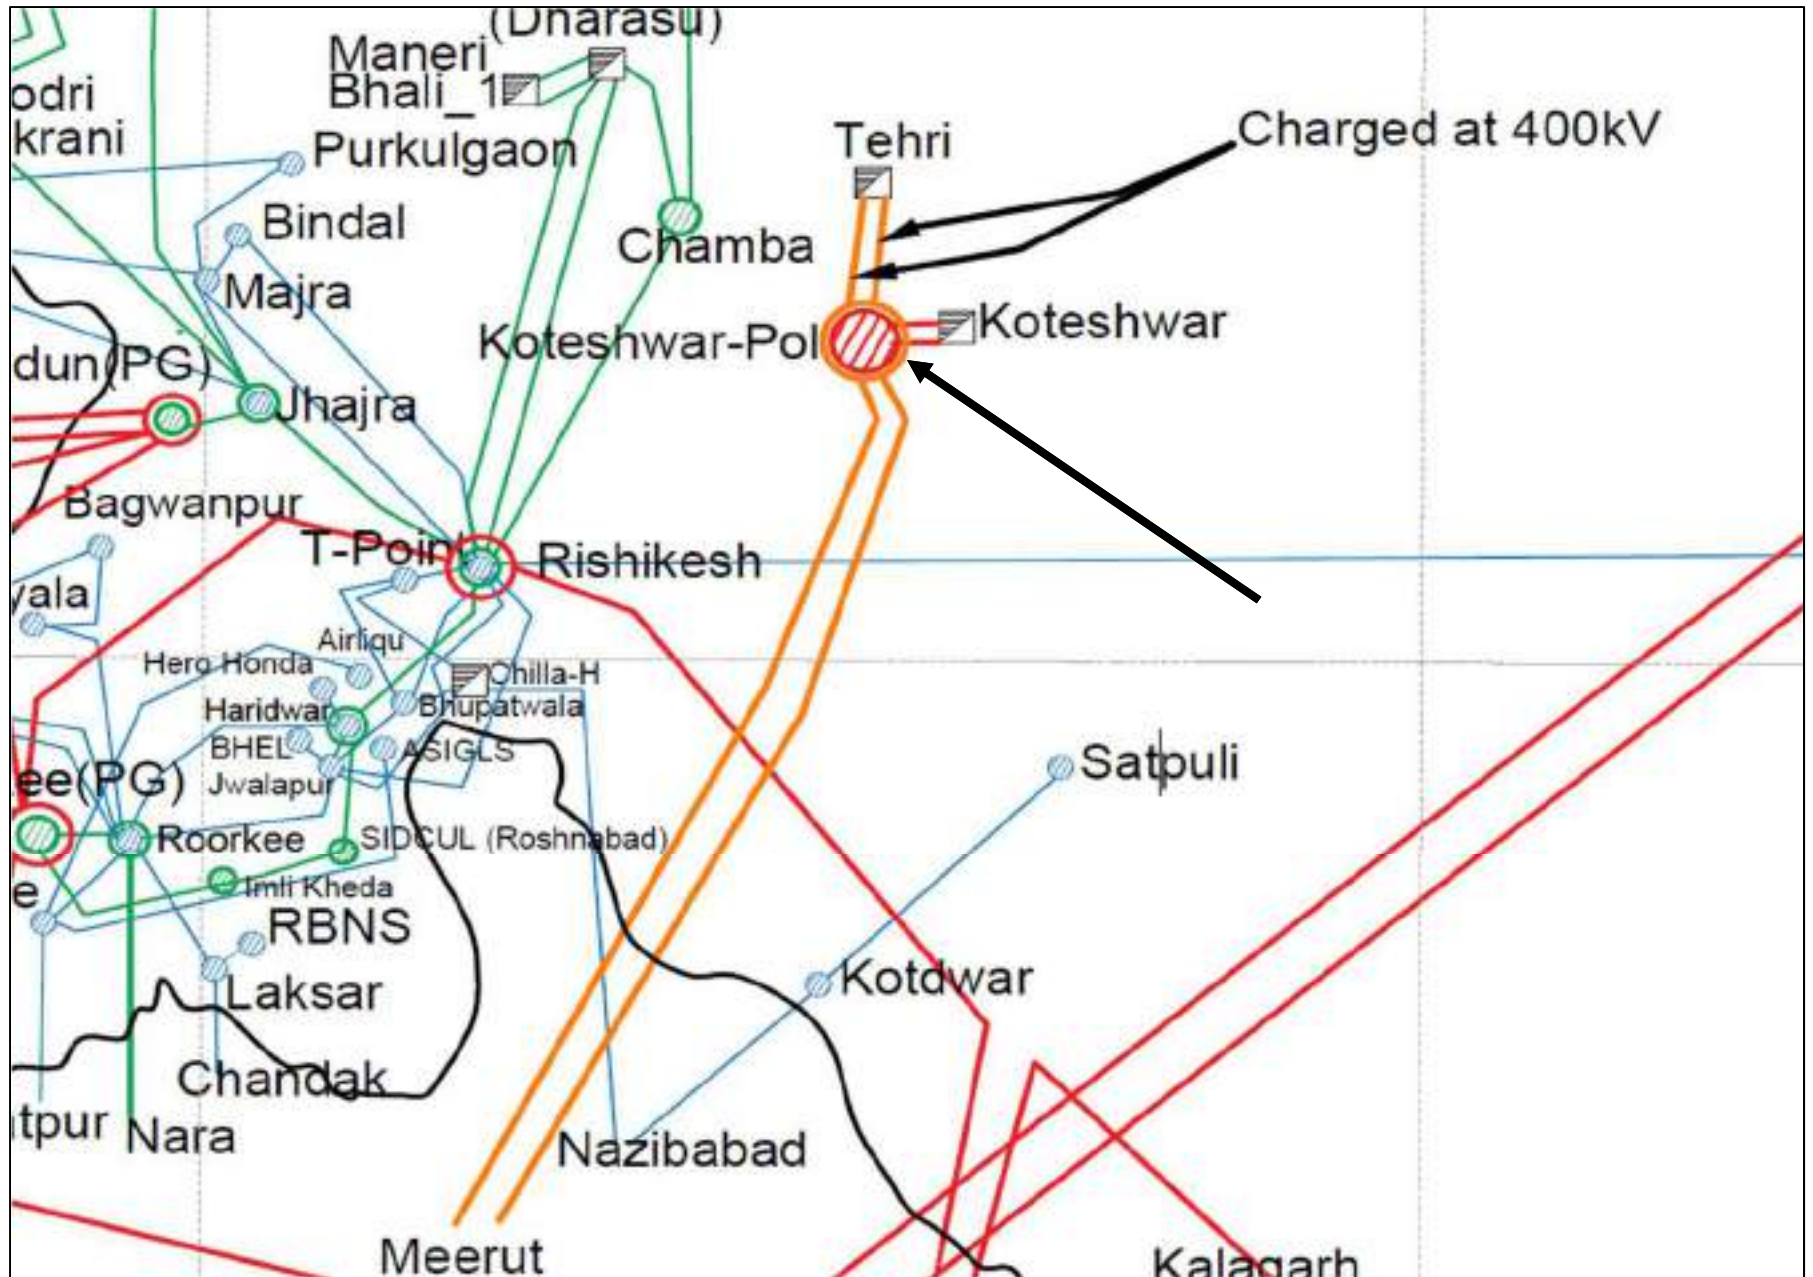 (Dharasu)
Maneri
Bhali_1
odri
krani
Purkulgaon
Tehri
Charged at 400kV
Bindal
Chamba
Majra
Koteshwar-Pol
Koteshwar
dun(PG)
Jhajra
Bagwanpur
T-Point
Rishikesh
yala
Airliqu
Hero Honda
Chilla-H
Haridwar
Bhupatwala
BHEL
ASIGLS
ee(PG)
Jwalapur
Satpuli
Roorkee
SIDCUL (Roshnabad)
e
Imli Kheda
RBNS
Laksar
Kotdwar
Chandak
tpur
Nara
Nazibabad
Meerut
Kalagarh